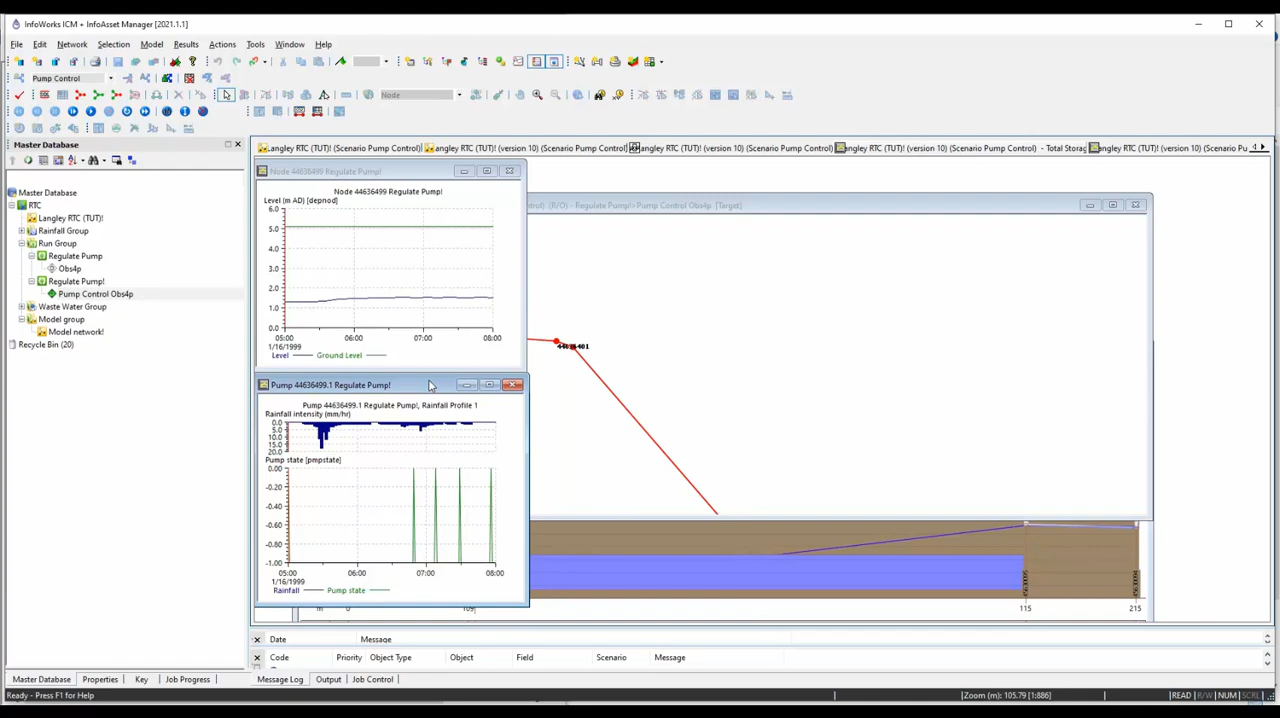 InfoWorks ICM + InfoAsset Manager [2021.1.1]
File Edit Network Selection Model Results Actions Tools Window Help
Pump Control
Node
Master Database
Master Database
RTC
Langley RTC (TUT)!
Rainfall Group
Run Group
Regulate Pump
Obs4p
Regulate Pump!
Pump Control Obs4p
Waste Water Group
Model group
Model network!
Recycle Bin (20)
Langley RTC (TUT)! (Scenario Pump Control) angley RTC (TUT)! (version 10) (Scenario Pump Control) angley RTC (TUT)! (version 10) (Scenario Pump Control) angley RTC (TUT)! (version 10) (Scenario Pump Control) - Total Storag angley RTC (TUT)! (version 10) (Scenario Pu 4
Node 44636499 Regulate Pump!
ntrol) (R/O) - Regulate Pump!>Pump Control Obs4p [Target]
Node 44636499 Regulate Pump!
Level (m AD) [depnod]
6.0
5.0
4.0
3.0
2.0
1.0
0.0
05:00 06:00 07:00 08:00
1/16/1999
Level Ground Level
Pump 44636499.1 Regulate Pump!
Pump 44636499.1 Regulate Pump!, Rainfall Profile 1
Rainfall intensity (mm/hr)
0.0
5.0
10.0
15.0
20.0
Pump state [pmpstate]
0.00
-0.20
-0.40
-0.60
-0.80
-1.00
05:00 06:00 07:00 08:00
1/16/1999
Rainfall Pump state
m 0 109 115 215
Date Message
Code Priority Object Type Object Field Scenario Message
Master Database Properties Key Job Progress Message Log Output Job Control
Ready - Press F1 for Help Zoom (m): 105.79 [1:886] READ R/W NUM SCRL